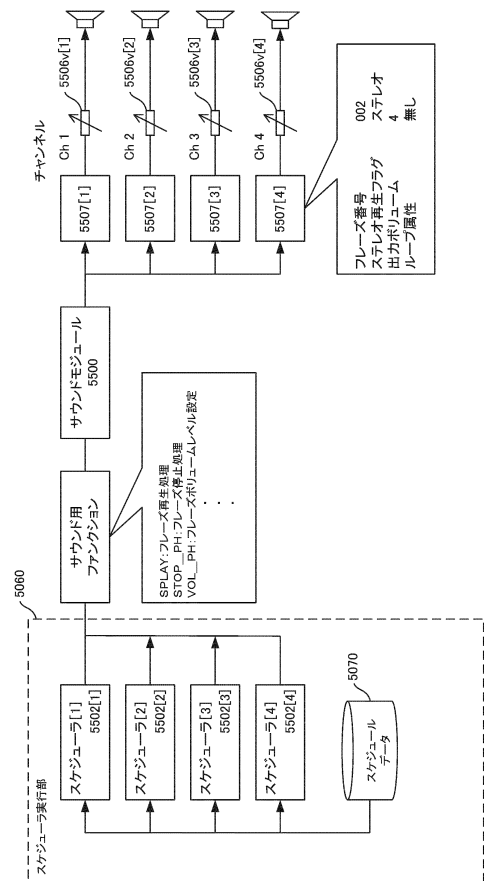 5060
スケジューラ実行部
スケジューラ[1]
5502[1]
スケジューラ[2]
5502[2]
スケジューラ[3]
5502[3]
スケジューラ[4]
5502[4]
5070
スケジュール
データ
サウンド用
ファンクション
SPLAY:フレーズ再生処理
STOP__PH:フレーズ停止処理
VOL__PH:フレーズボリュームレベル設定
・
・
・
サウンドモジュール
5500
チャンネル
5507[1]
Ch 1
5506v[1]
5507[2]
Ch 2
5506v[2]
5507[3]
Ch 3
5506v[3]
5507[4]
Ch 4
5506v[4]
フレーズ番号 002
ステレオ再生フラグ ステレオ
出力ボリューム 4
ループ属性 無し